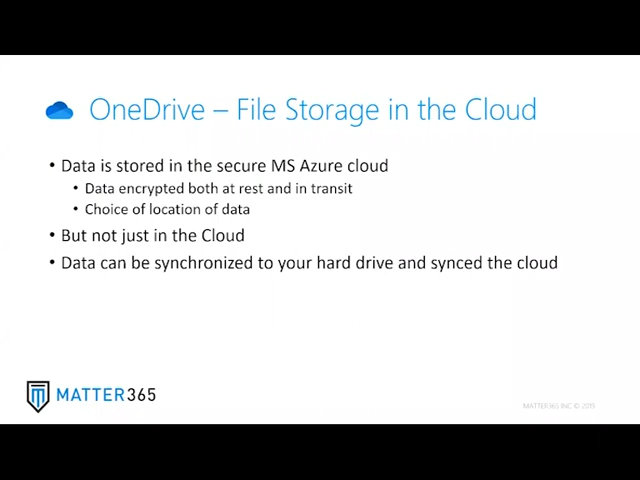 OneDrive – File Storage in the Cloud
• Data is stored in the secure MS Azure cloud
• Data encrypted both at rest and in transit
• Choice of location of data
• But not just in the Cloud
• Data can be synchronized to your hard drive and synced the cloud
MATTER365
MATTER365 INC © 2019